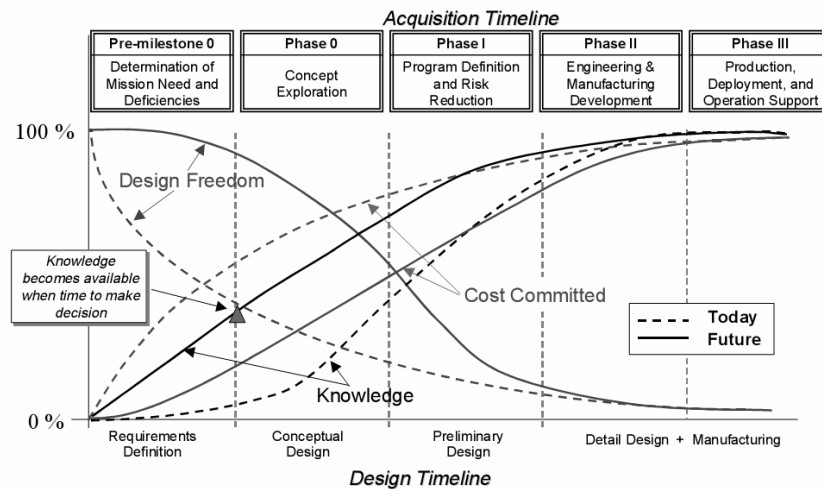 Acquisition Timeline
Pre-milestone 0
Determination of
Mission Need and
Deficiencies
Phase 0
Concept
Exploration
Phase I
Program Definition
and Risk
Reduction
Phase II
Engineering &
Manufacturing
Development
Phase III
Production,
Deployment, and
Operation Support
100 %
Design Freedom
Knowledge
becomes available
when time to make
decision
Cost Committed
Today
Future
Knowledge
0 %
Requirements
Definition
Conceptual
Design
Preliminary
Design
Detail Design + Manufacturing
Design Timeline